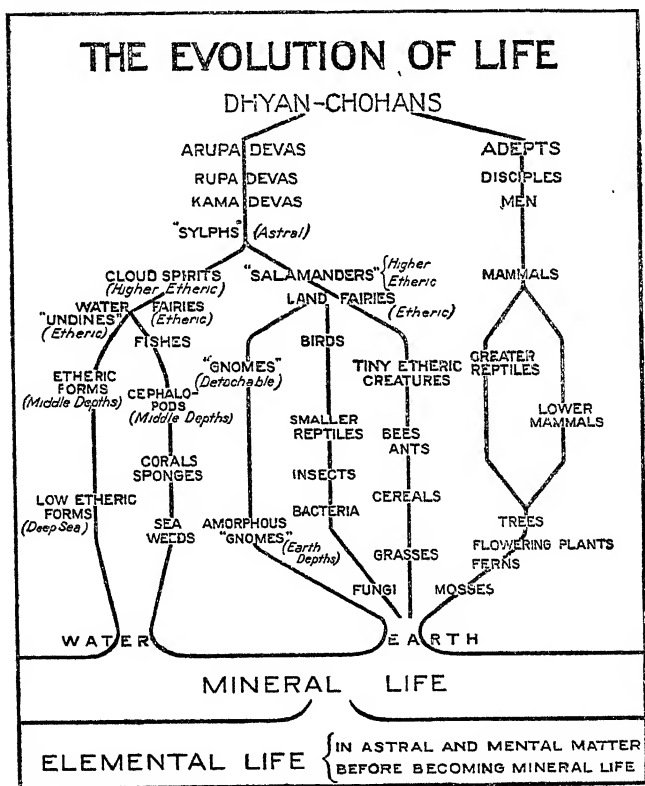 THE EVOLUTION OF LIFE
DHYAN-CHOHANS
ARUPA DEVAS
RUPA DEVAS
KAMA DEVAS
"SYLPHS" (Astral)
ADEPTS
DISCIPLES
MEN
CLOUD SPIRITS
(Higher Etheric)
"SALAMANDERS" {Higher
Etheric
MAMMALS
WATER FAIRIES
"UNDINES" (Etheric)
(Etheric)
LAND FAIRIES
(Etheric)
FISHES
BIRDS
"GNOMES"
(Detachable)
TINY ETHERIC
CREATURES
GREATER
REPTILES
ETHERIC
FORMS
(Middle Depths)
CEPHALO-
PODS
(Middle Depths)
LOWER
MAMMALS
SMALLER
REPTILES
BEES
ANTS
CORALS
SPONGES
INSECTS
CEREALS
LOW ETHERIC
FORMS
(Deep Sea)
SEA
WEEDS
AMORPHOUS
"GNOMES"
(Earth
Depths)
BACTERIA
GRASSES
TREES
FLOWERING PLANTS
FERNS
FUNGI
MOSSES
WATER
EARTH
MINERAL LIFE
ELEMENTAL LIFE {IN ASTRAL AND MENTAL MATTER
BEFORE BECOMING MINERAL LIFE